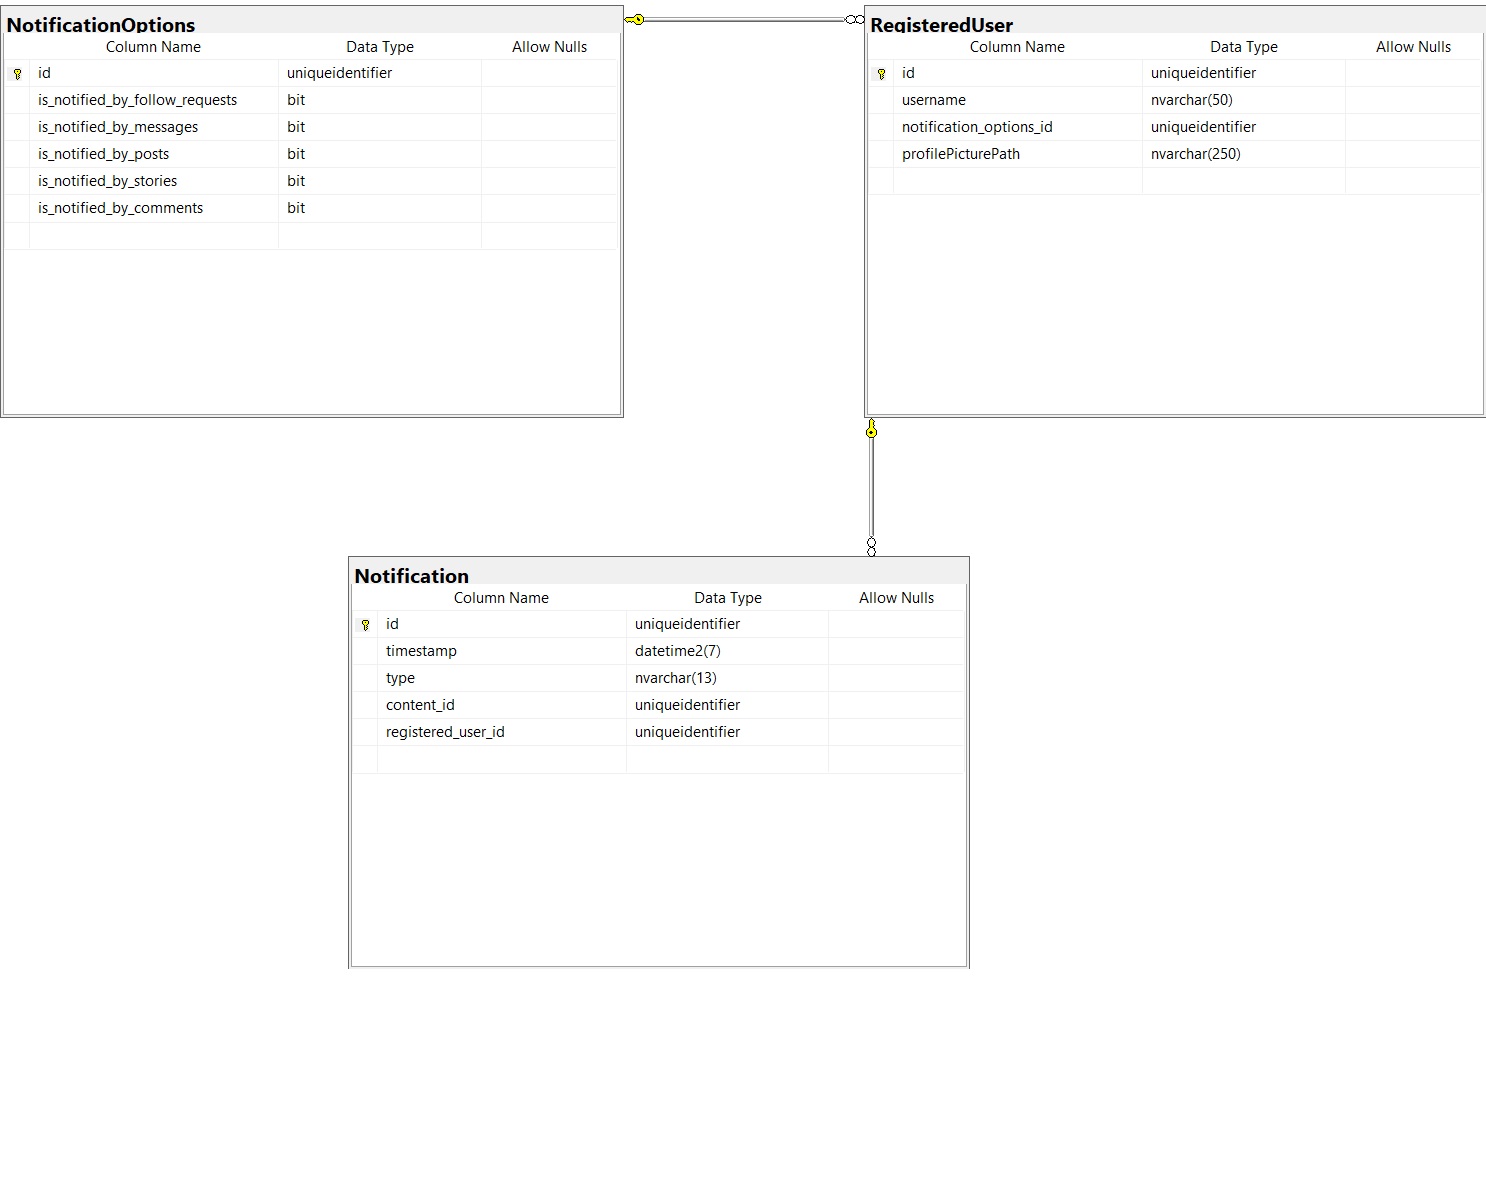 NotificationOptions
Column Name Data Type Allow Nulls
id uniqueidentifier
is_notified_by_follow_requests bit
is_notified_by_messages bit
is_notified_by_posts bit
is_notified_by_stories bit
is_notified_by_comments bit
RegisteredUser
Column Name Data Type Allow Nulls
id uniqueidentifier
username nvarchar(50)
notification_options_id uniqueidentifier
profilePicturePath nvarchar(250)
Notification
Column Name Data Type Allow Nulls
id uniqueidentifier
timestamp datetime2(7)
type nvarchar(13)
content_id uniqueidentifier
registered_user_id uniqueidentifier